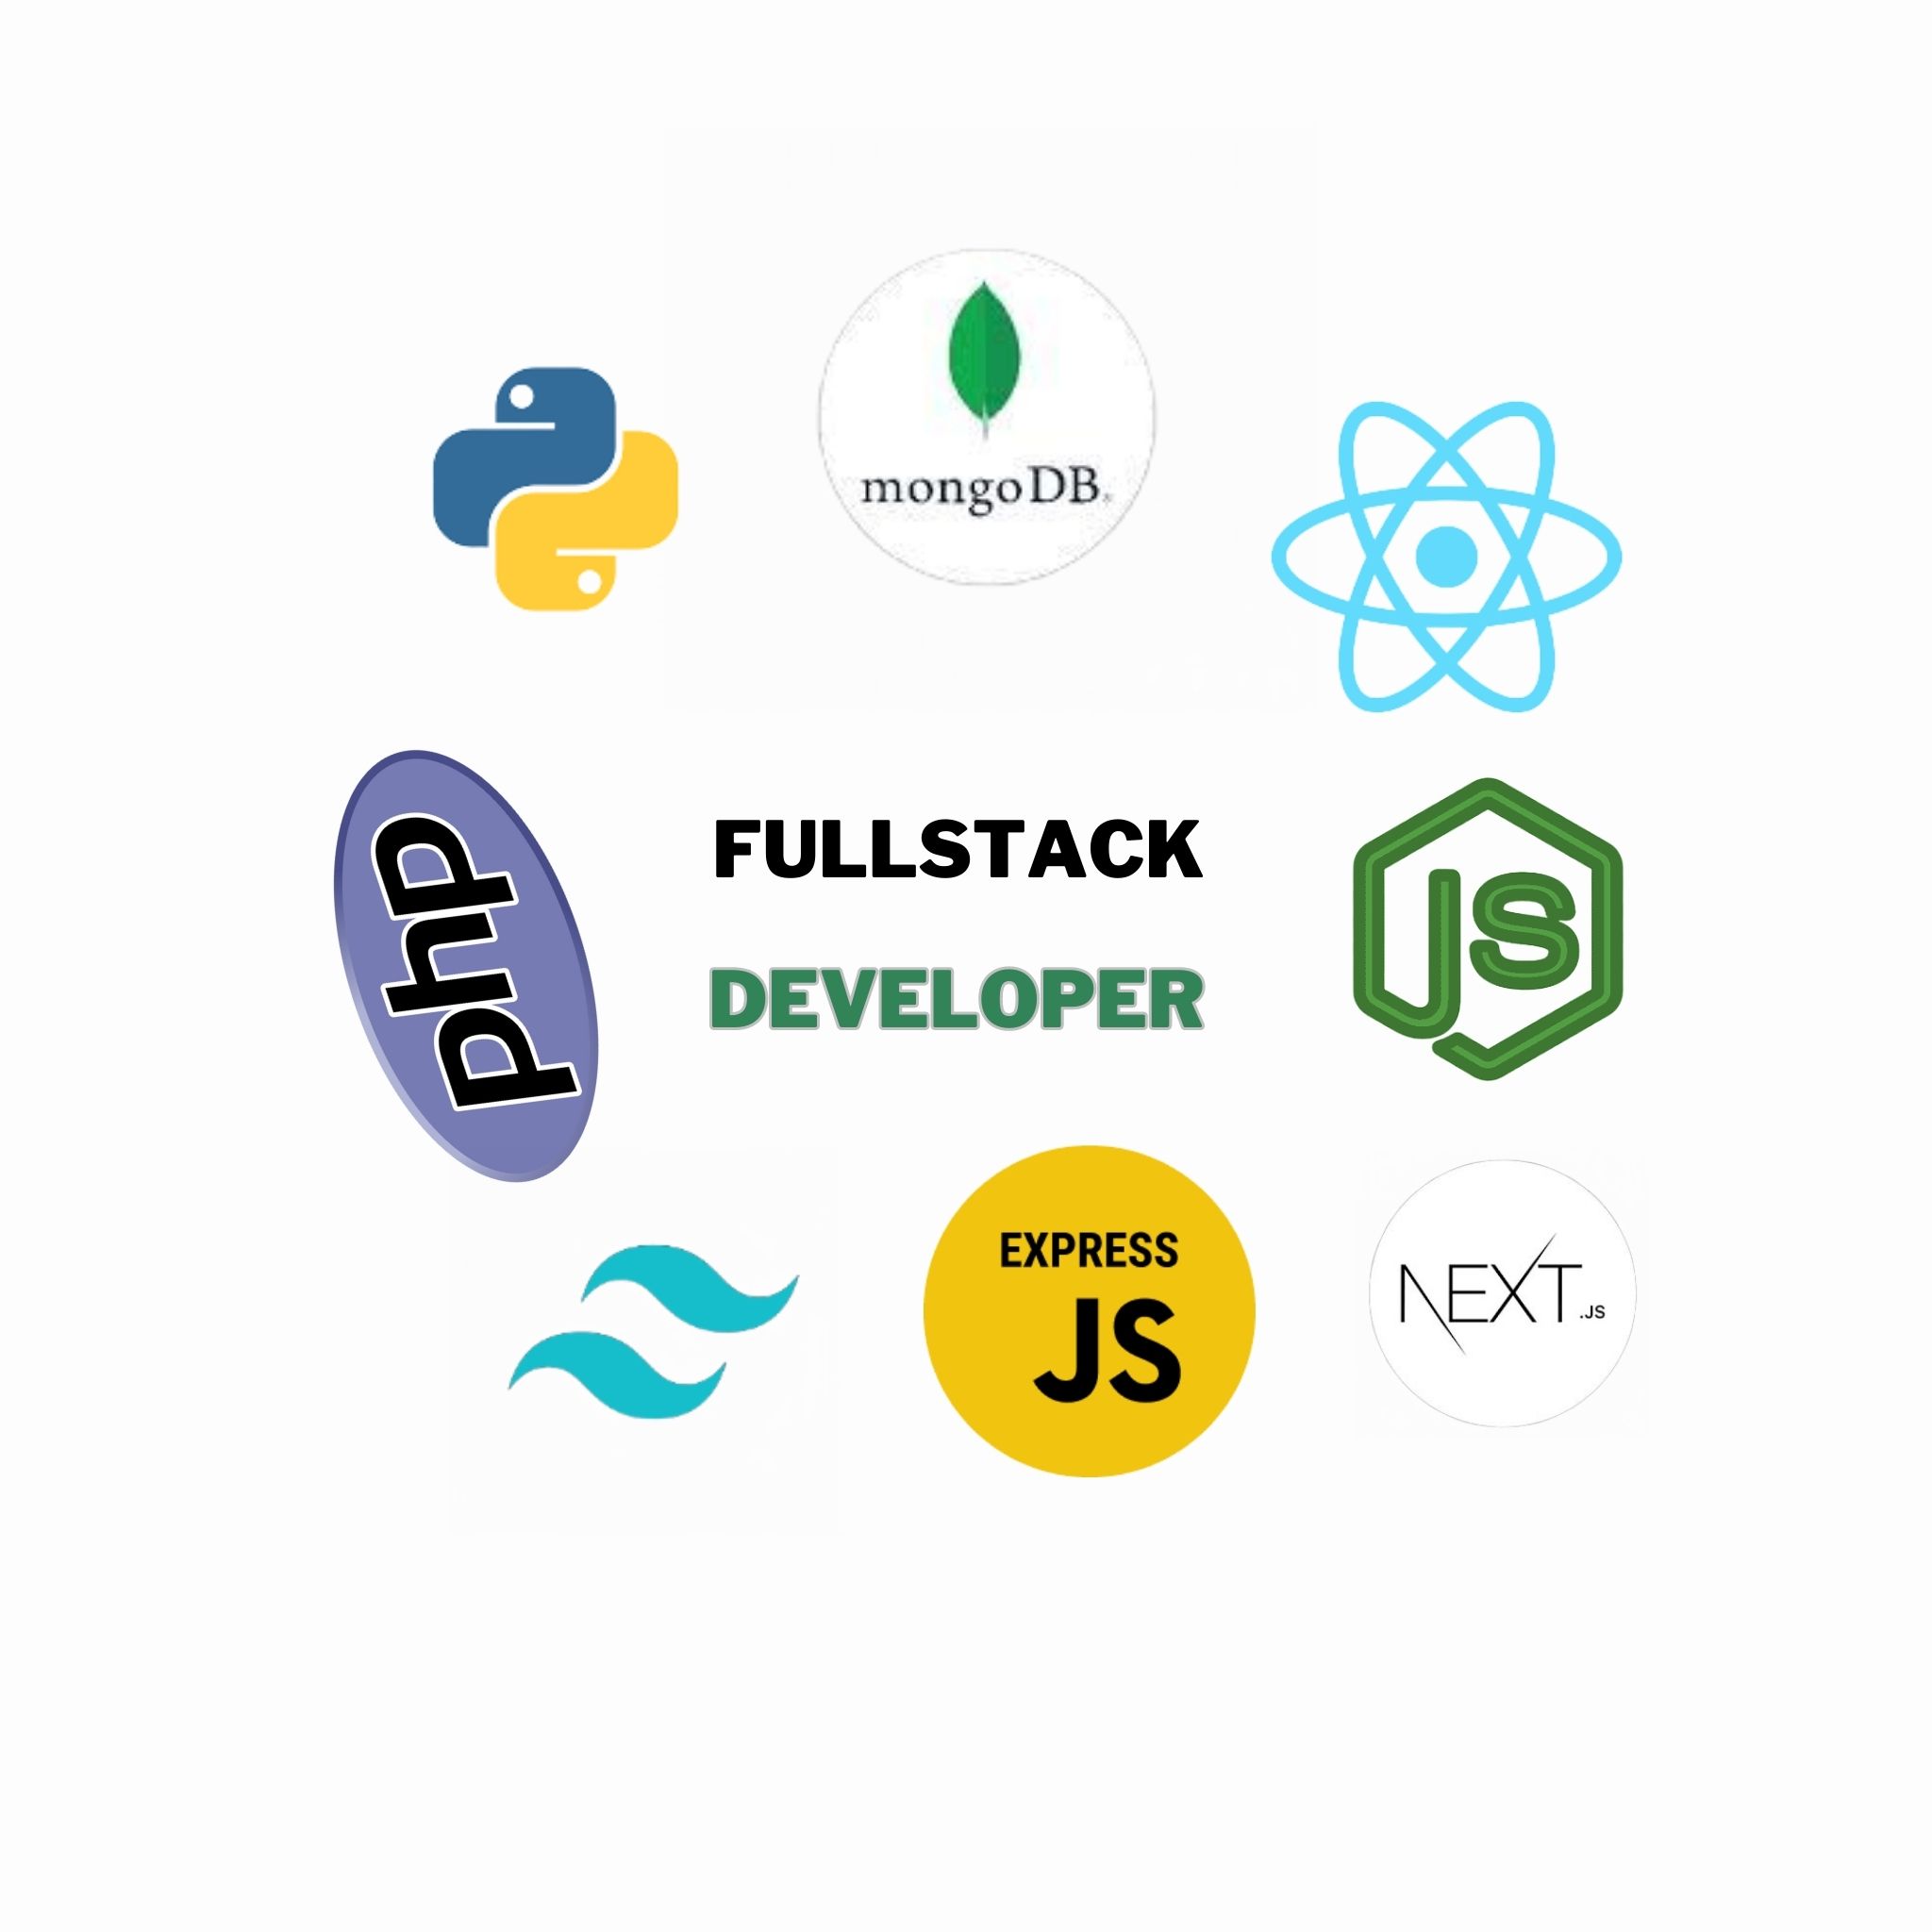 mongoDB®
php
FULLSTACK
DEVELOPER
JS
EXPRESS
JS
NEXT.JS